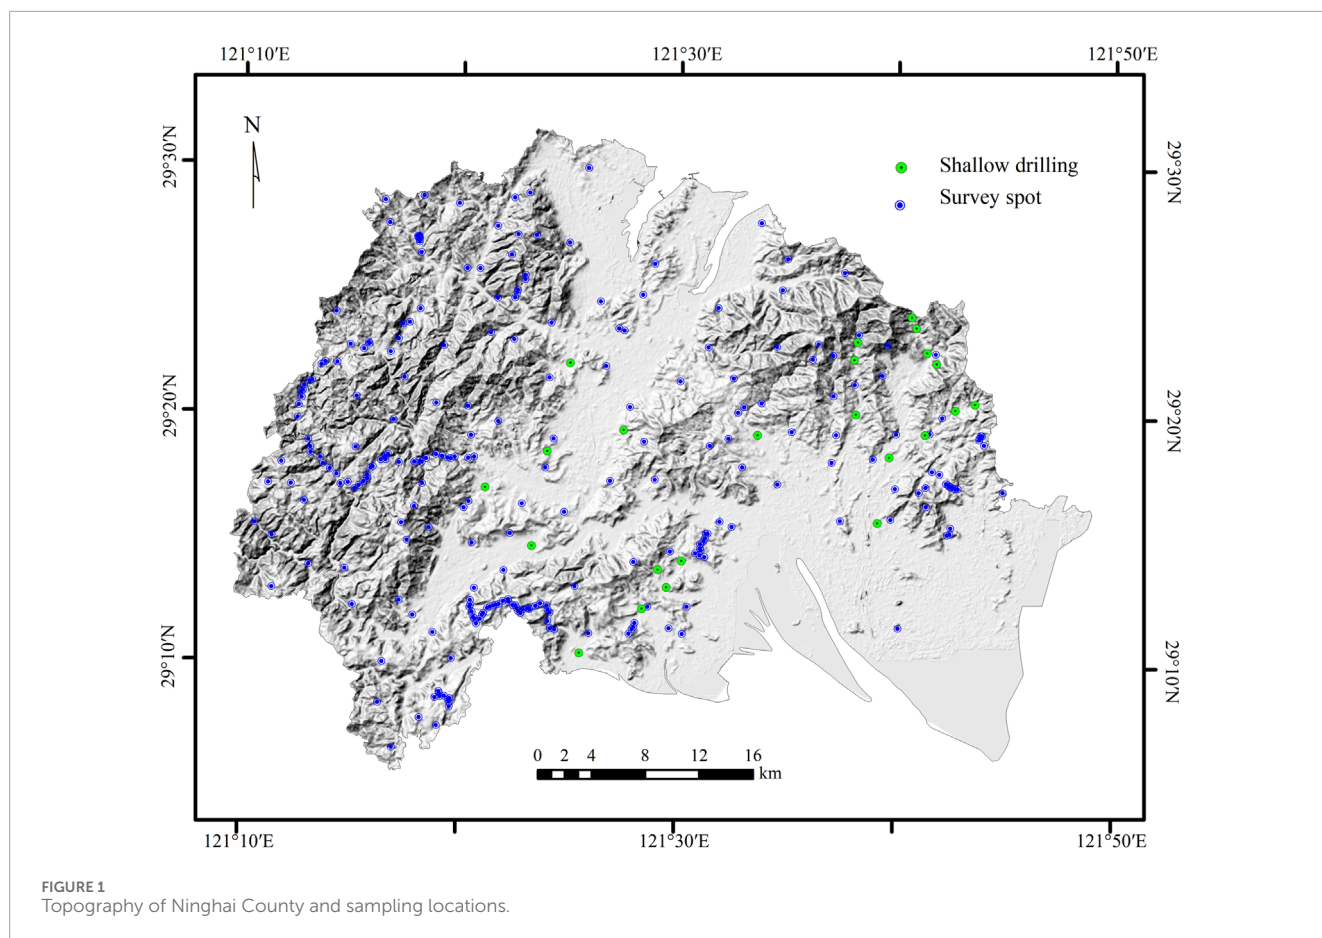 121°10′E 121°30′E 121°50′E
N
29°30′N
29°30′N
Shallow drilling
Survey spot
29°20′N
29°20′N
29°10′N
29°10′N
0 2 4 8 12 16
km
121°10′E 121°30′E 121°50′E
FIGURE 1
Topography of Ninghai County and sampling locations.